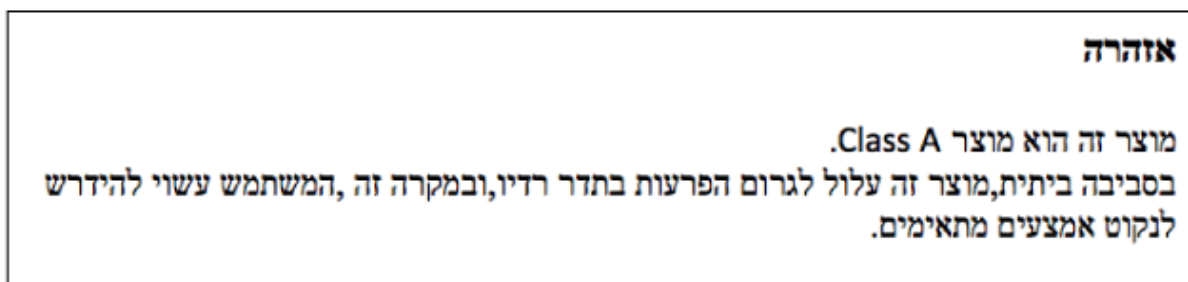 אזהרה
מוצר זה הוא מוצר Class A.
בסביבה ביתית,מוצר זה עלול לגרום הפרעות בתדר רדיו,ובמקרה זה ,המשתמש עשוי להידרש
לנקוט אמצעים מתאימים.